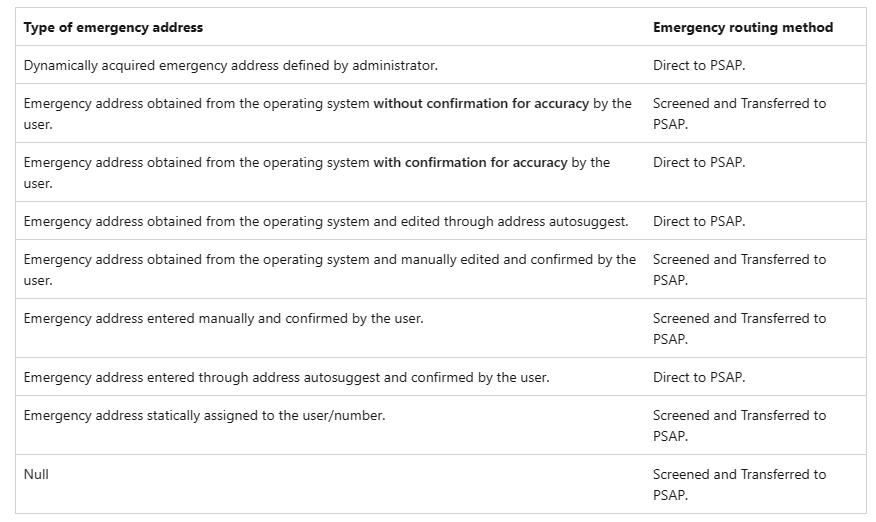 Type of emergency address Emergency routing method
Dynamically acquired emergency address defined by administrator. Direct to PSAP.
Emergency address obtained from the operating system without confirmation for accuracy by the
user.
Screened and Transferred to
PSAP.
Emergency address obtained from the operating system with confirmation for accuracy by the
user.
Direct to PSAP.
Emergency address obtained from the operating system and edited through address autosuggest. Direct to PSAP.
Emergency address obtained from the operating system and manually edited and confirmed by the
user.
Screened and Transferred to
PSAP.
Emergency address entered manually and confirmed by the user.
Screened and Transferred to
PSAP.
Emergency address entered through address autosuggest and confirmed by the user. Direct to PSAP.
Emergency address statically assigned to the user/number.
Screened and Transferred to
PSAP.
Null
Screened and Transferred to
PSAP.